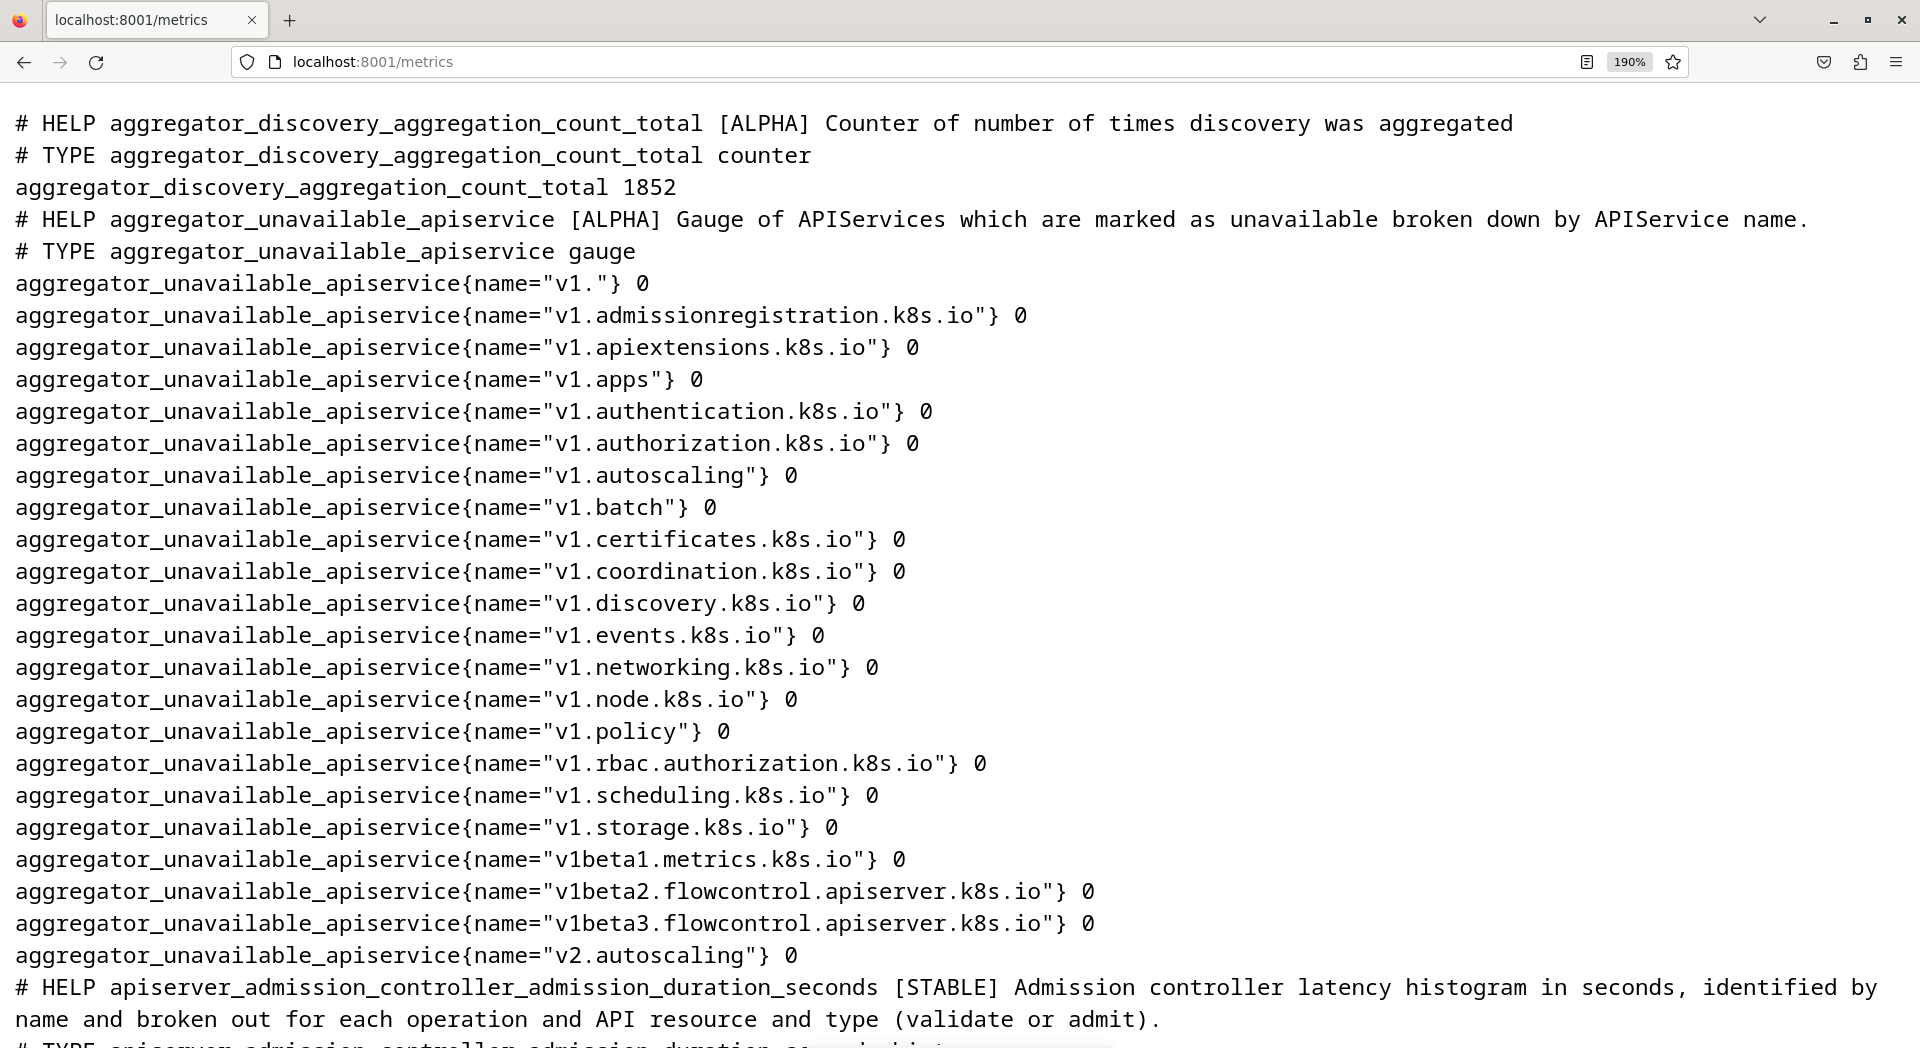 localhost:8001/metrics
localhost:8001/metrics
190%
# HELP aggregator_discovery_aggregation_count_total [ALPHA] Counter of number of times discovery was aggregated
# TYPE aggregator_discovery_aggregation_count_total counter
aggregator_discovery_aggregation_count_total 1852
# HELP aggregator_unavailable_apiservice [ALPHA] Gauge of APIServices which are marked as unavailable broken down by APIService name.
# TYPE aggregator_unavailable_apiservice gauge
aggregator_unavailable_apiservice{name="v1."} 0
aggregator_unavailable_apiservice{name="v1.admissionregistration.k8s.io"} 0
aggregator_unavailable_apiservice{name="v1.apiextensions.k8s.io"} 0
aggregator_unavailable_apiservice{name="v1.apps"} 0
aggregator_unavailable_apiservice{name="v1.authentication.k8s.io"} 0
aggregator_unavailable_apiservice{name="v1.authorization.k8s.io"} 0
aggregator_unavailable_apiservice{name="v1.autoscaling"} 0
aggregator_unavailable_apiservice{name="v1.batch"} 0
aggregator_unavailable_apiservice{name="v1.certificates.k8s.io"} 0
aggregator_unavailable_apiservice{name="v1.coordination.k8s.io"} 0
aggregator_unavailable_apiservice{name="v1.discovery.k8s.io"} 0
aggregator_unavailable_apiservice{name="v1.events.k8s.io"} 0
aggregator_unavailable_apiservice{name="v1.networking.k8s.io"} 0
aggregator_unavailable_apiservice{name="v1.node.k8s.io"} 0
aggregator_unavailable_apiservice{name="v1.policy"} 0
aggregator_unavailable_apiservice{name="v1.rbac.authorization.k8s.io"} 0
aggregator_unavailable_apiservice{name="v1.scheduling.k8s.io"} 0
aggregator_unavailable_apiservice{name="v1.storage.k8s.io"} 0
aggregator_unavailable_apiservice{name="v1beta1.metrics.k8s.io"} 0
aggregator_unavailable_apiservice{name="v1beta2.flowcontrol.apiserver.k8s.io"} 0
aggregator_unavailable_apiservice{name="v1beta3.flowcontrol.apiserver.k8s.io"} 0
aggregator_unavailable_apiservice{name="v2.autoscaling"} 0
# HELP apiserver_admission_controller_admission_duration_seconds [STABLE] Admission controller latency histogram in seconds, identified by
name and broken out for each operation and API resource and type (validate or admit).
# TYPE